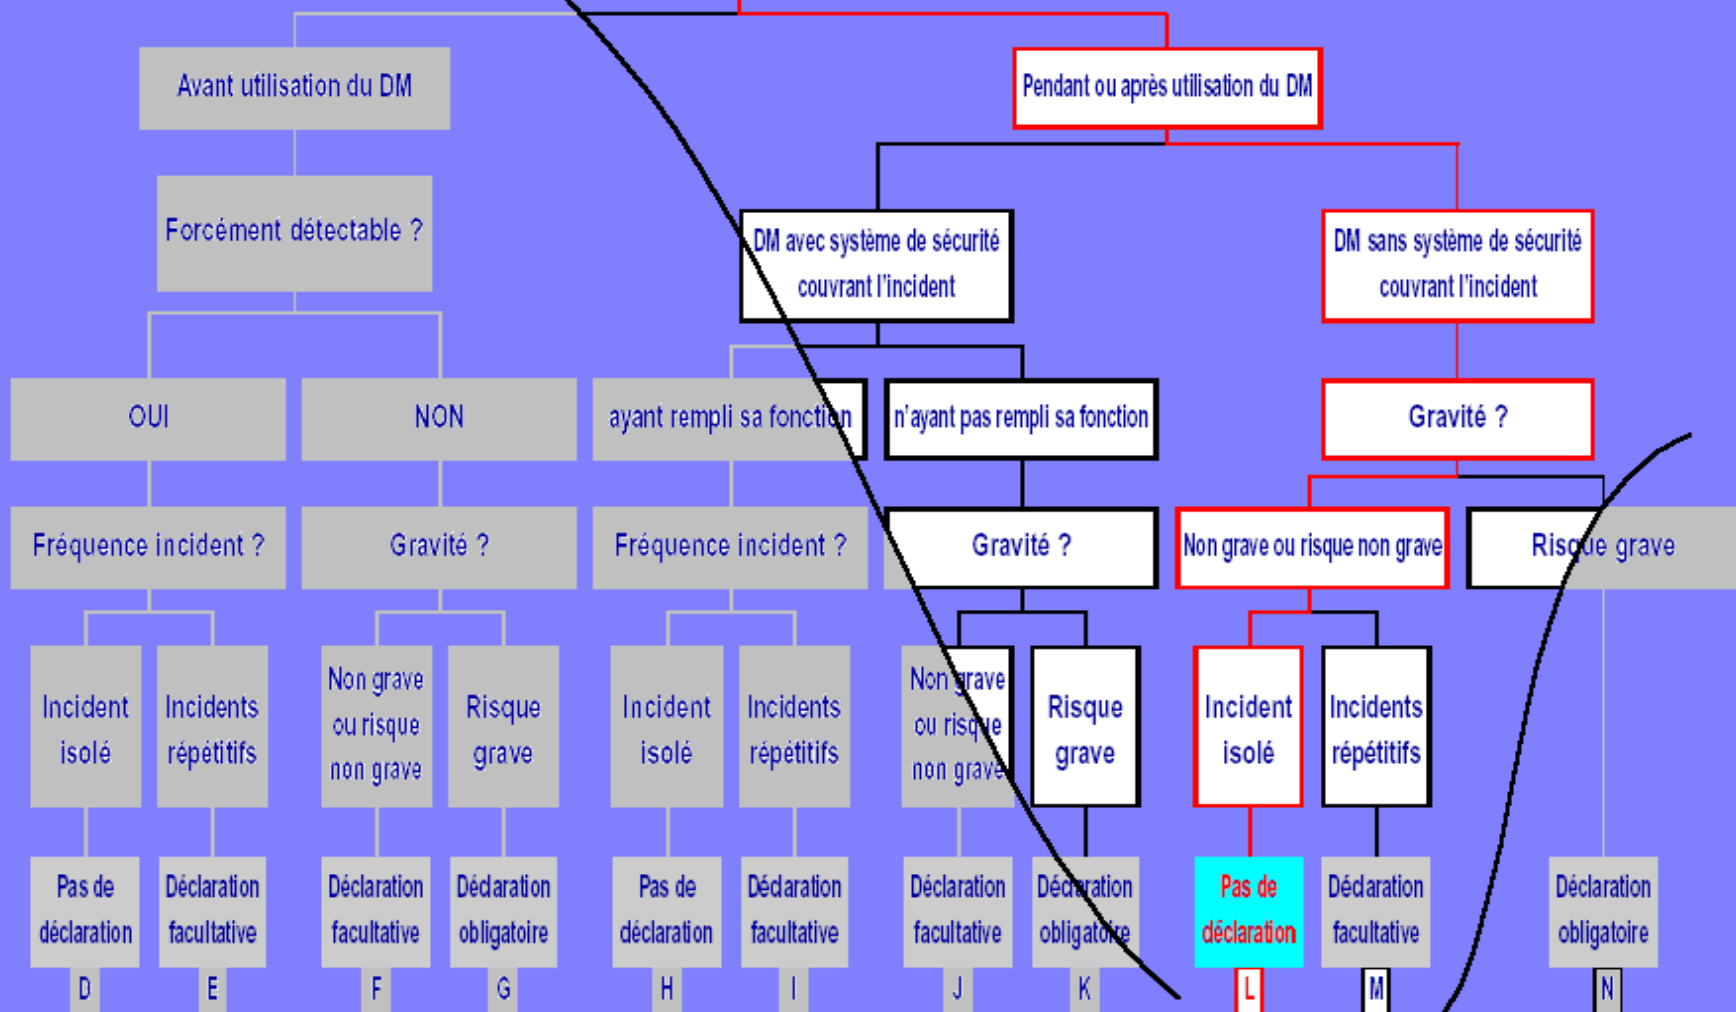 Avant utilisation du DM
Pendant ou après utilisation du DM
Forcément détectable ?
DM avec système de sécurité
couvrant l'incident
DM sans système de sécurité
couvrant l'incident
OUI
NON
ayant rempli sa fonction
n'ayant pas rempli sa fonction
Gravité ?
Fréquence incident ?
Gravité ?
Fréquence incident ?
Gravité ?
Non grave ou risque non grave
Risque grave
Incident
isolé
Incidents
répétitifs
Non grave
ou risque
non grave
Risque
grave
Incident
isolé
Incidents
répétitifs
Non grave
ou risque
non grave
Risque
grave
Incident
isolé
Incidents
répétitifs
Pas de
déclaration
Déclaration
facultative
Déclaration
facultative
Déclaration
obligatoire
Pas de
déclaration
Déclaration
facultative
Déclaration
facultative
Déclaration
obligatoire
Pas de
déclaration
Déclaration
facultative
Déclaration
obligatoire
D
E
F
G
H
I
J
K
L
M
N